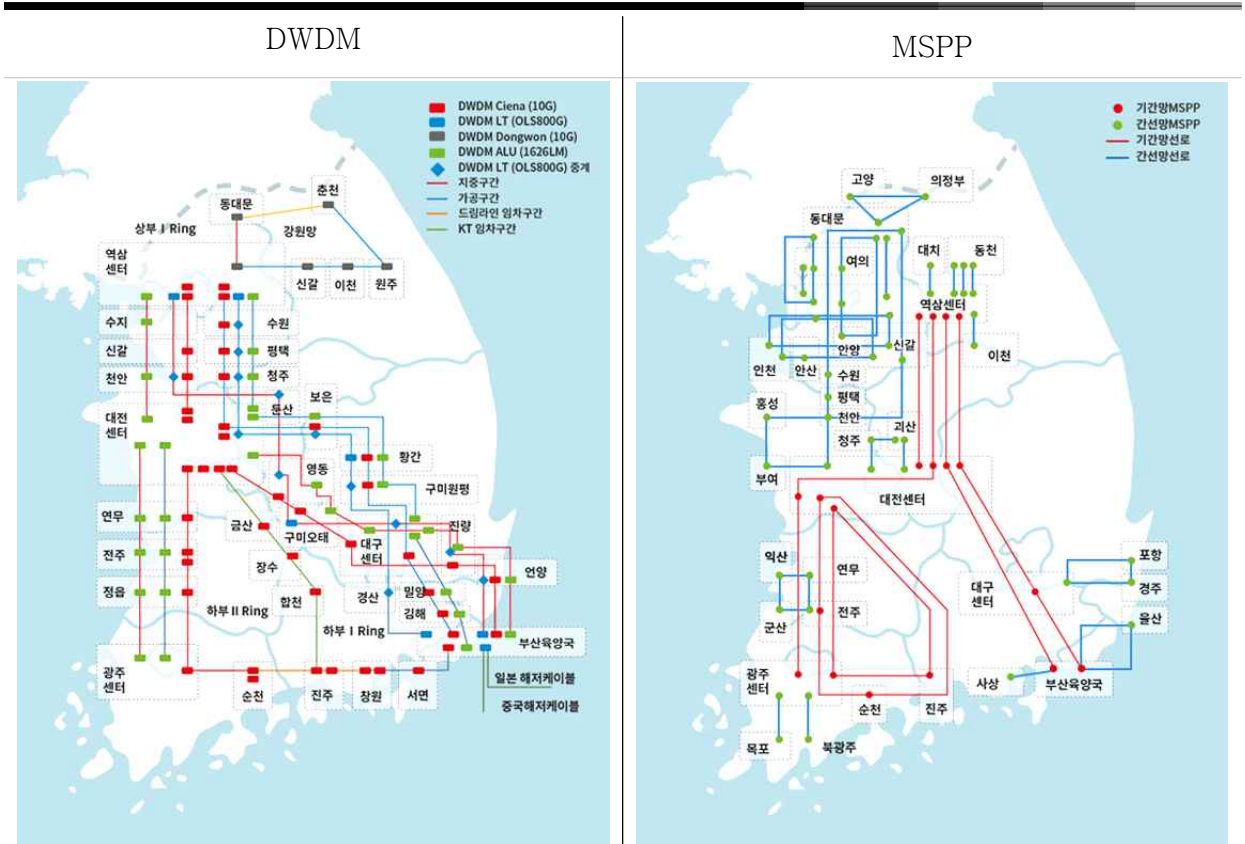 DWDM
DWDM Ciena (10G)
DWDM LT (OLS800G)
DWDM Dongwon (10G)
DWDM ALU (1626LM)
DWDM LT (OLS800G) 중계
지중구간
가공구간
드림라인 임차구간
KT 임차구간
춘천
동대문
상부 I Ring
강원망
역삼
센터
신갈
이천
원주
수지
수원
신갈
평택
천안
청주
보은
둔산
대전
센터
황간
영동
구미원평
연무
금산
구미오태
진량
대구
센터
전주
장수
언양
정읍
합천
경산
밀양
하부 II Ring
김해
하부 I Ring
부산육양국
광주
센터
순천
진주
창원
서면
일본 해저케이블
중국해저케이블
MSPP
기간망MSPP
간선망MSPP
기간망선로
간선망선로
고양
의정부
동대문
여의
대치
동천
역삼센터
안양
신갈
이천
인천
안산
수원
평택
홍성
천안
괴산
청주
부여
대전센터
익산
연무
포항
대구
센터
경주
군산
전주
울산
광주
센터
사상
부산육양국
순천
진주
목포
북광주